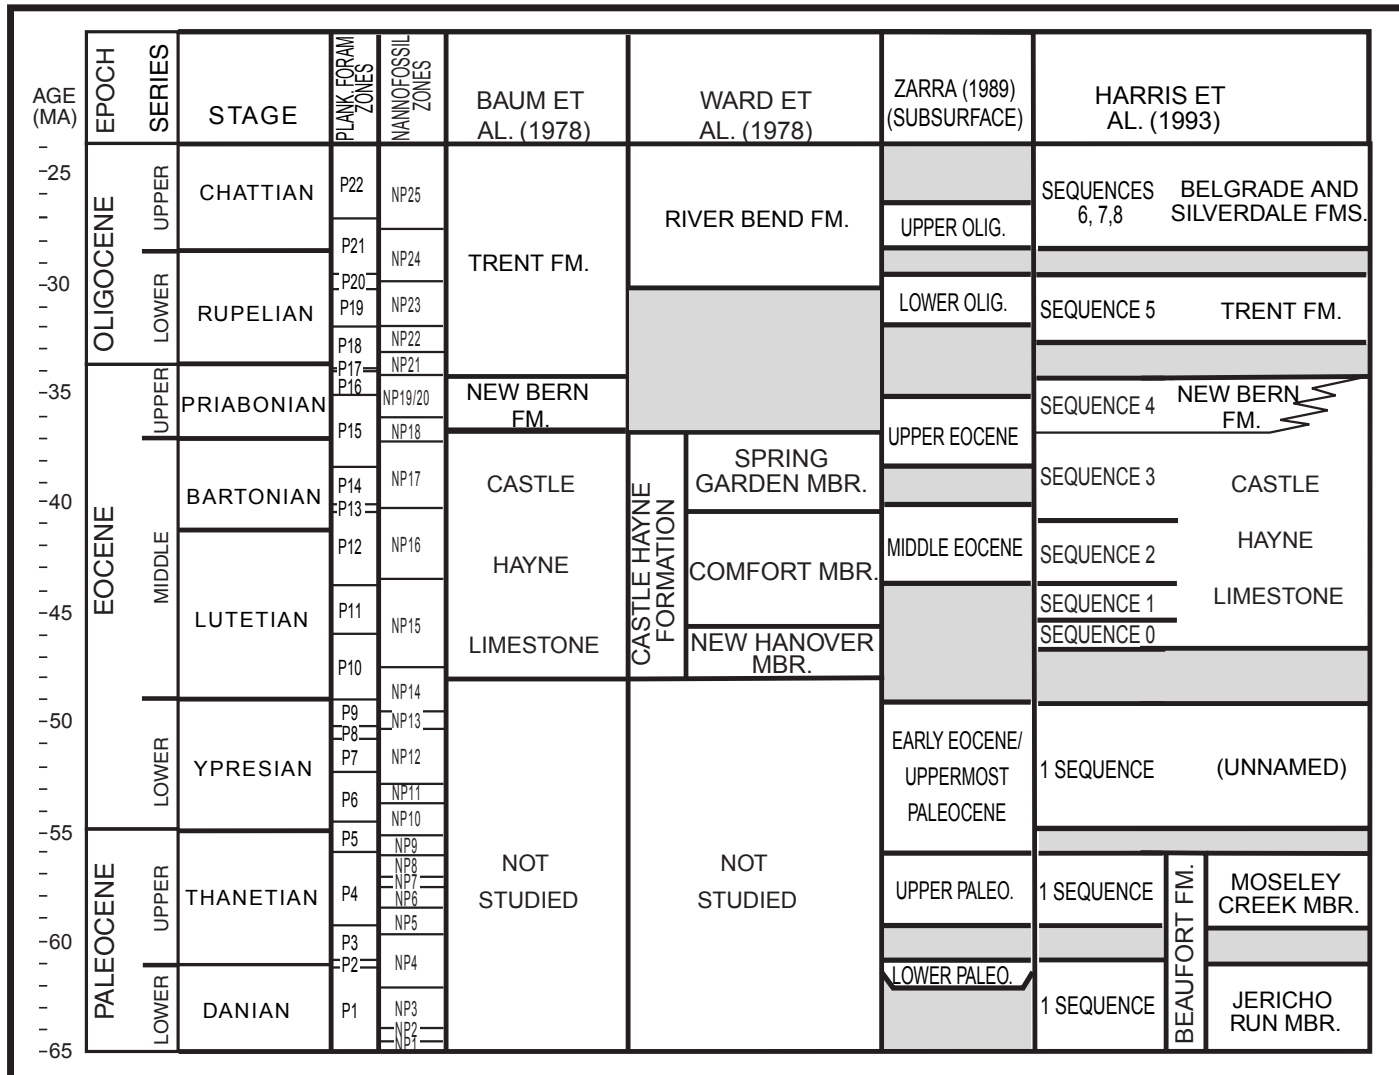 AGE
(MA)
EPOCH
SERIES
STAGE
PLANK. FORAM
ZONES
NANNOFOSSIL
ZONES
BAUM ET
AL. (1978)
WARD ET
AL. (1978)
ZARRA (1989)
(SUBSURFACE)
HARRIS ET
AL. (1993)
-25
-30
-35
-40
-45
-50
-55
-60
-65
OLIGOCENE
EOCENE
PALEOCENE
UPPER
LOWER
UPPER
MIDDLE
LOWER
UPPER
LOWER
CHATTIAN
RUPELIAN
PRIABONIAN
BARTONIAN
LUTETIAN
YPRESIAN
THANETIAN
DANIAN
P22
P21
P20
P19
P18
P17
P16
P15
P14
P13
P12
P11
P10
P9
P8
P7
P6
P5
P4
P3
P2
P1
NP25
NP24
NP23
NP22
NP21
NP19/20
NP18
NP17
NP16
NP15
NP14
NP13
NP12
NP11
NP10
NP9
NP8
NP7
NP6
NP5
NP4
NP3
NP2
NP1
TRENT FM.
NEW BERN
FM.
CASTLE
HAYNE
LIMESTONE
NOT
STUDIED
RIVER BEND FM.
CASTLE HAYNE
FORMATION
SPRING
GARDEN MBR.
COMFORT MBR.
NEW HANOVER
MBR.
NOT
STUDIED
UPPER OLIG.
LOWER OLIG.
UPPER EOCENE
MIDDLE EOCENE
EARLY EOCENE/
UPPERMOST
PALEOCENE
UPPER PALEO.
LOWER PALEO.
SEQUENCES
6, 7,8
BELGRADE AND
SILVERDALE FMS.
SEQUENCE 5
TRENT FM.
SEQUENCE 4
NEW BERN
FM.
SEQUENCE 3
SEQUENCE 2
SEQUENCE 1
SEQUENCE 0
CASTLE
HAYNE
LIMESTONE
1 SEQUENCE
(UNNAMED)
1 SEQUENCE
1 SEQUENCE
BEAUFORT FM.
MOSELEY
CREEK MBR.
JERICHO
RUN MBR.